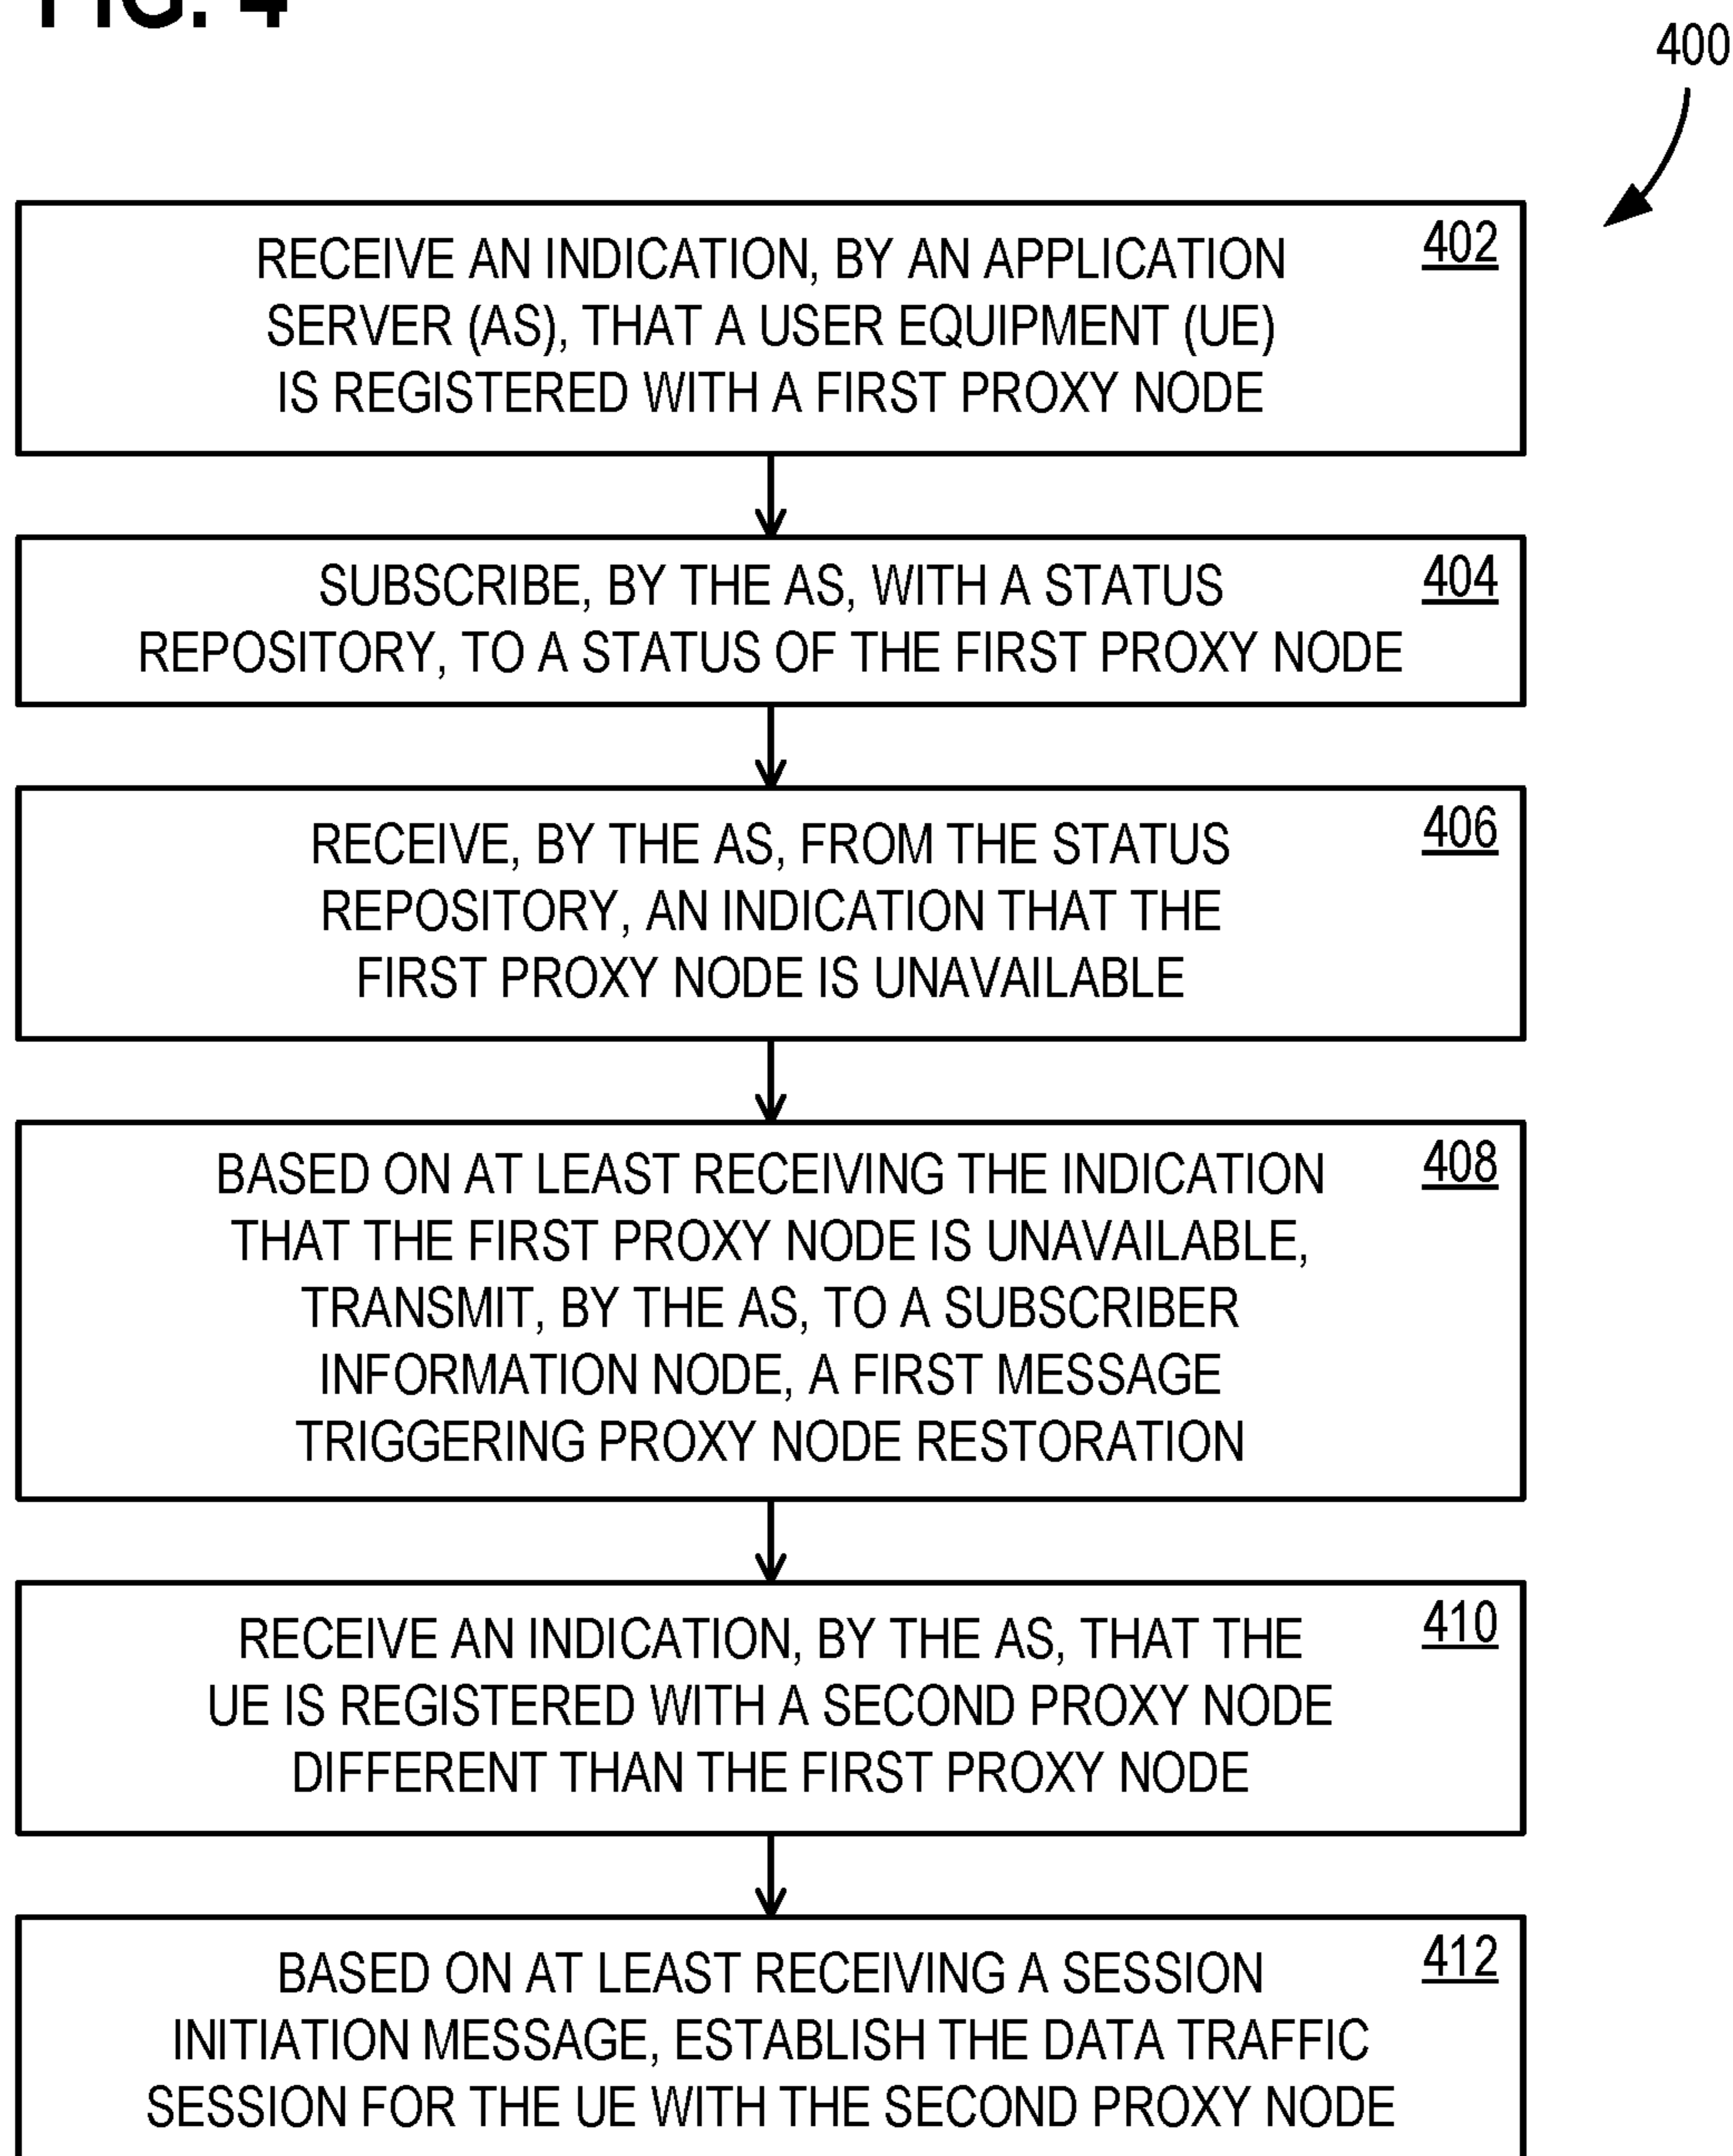 FIG. 4
400
402
RECEIVE AN INDICATION, BY AN APPLICATION
SERVER (AS), THAT A USER EQUIPMENT (UE)
IS REGISTERED WITH A FIRST PROXY NODE
404
SUBSCRIBE, BY THE AS, WITH A STATUS
REPOSITORY, TO A STATUS OF THE FIRST PROXY NODE
406
RECEIVE, BY THE AS, FROM THE STATUS
REPOSITORY, AN INDICATION THAT THE
FIRST PROXY NODE IS UNAVAILABLE
408
BASED ON AT LEAST RECEIVING THE INDICATION
THAT THE FIRST PROXY NODE IS UNAVAILABLE,
TRANSMIT, BY THE AS, TO A SUBSCRIBER
INFORMATION NODE, A FIRST MESSAGE
TRIGGERING PROXY NODE RESTORATION
410
RECEIVE AN INDICATION, BY THE AS, THAT THE
UE IS REGISTERED WITH A SECOND PROXY NODE
DIFFERENT THAN THE FIRST PROXY NODE
412
BASED ON AT LEAST RECEIVING A SESSION
INITIATION MESSAGE, ESTABLISH THE DATA TRAFFIC
SESSION FOR THE UE WITH THE SECOND PROXY NODE